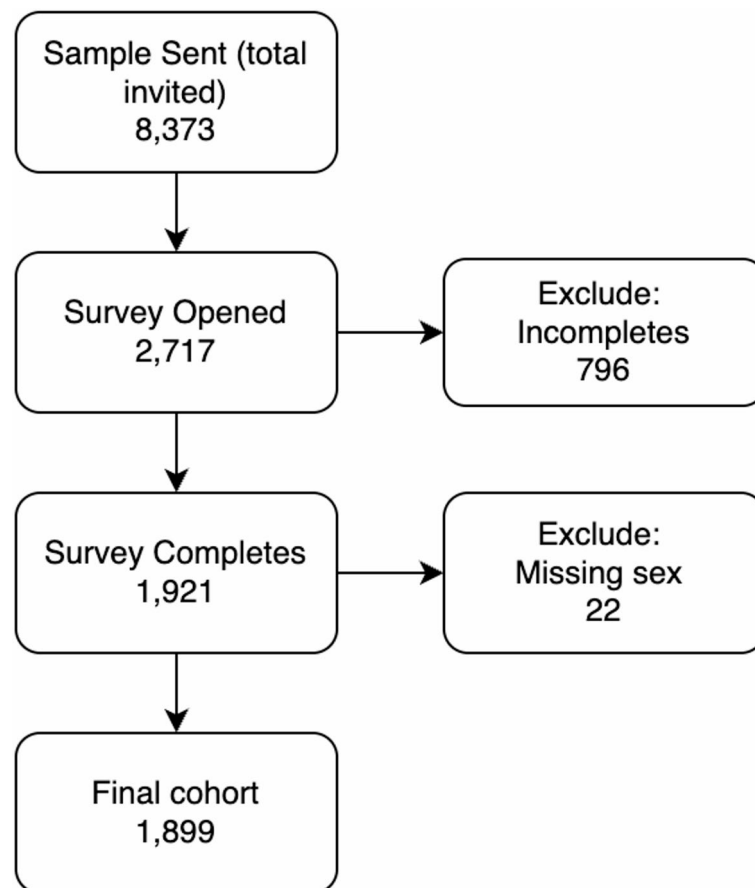 Sample Sent (total
invited)
8,373
Survey Opened
2,717
Exclude:
Incompletes
796
Survey Completes
1,921
Exclude:
Missing sex
22
Final cohort
1,899